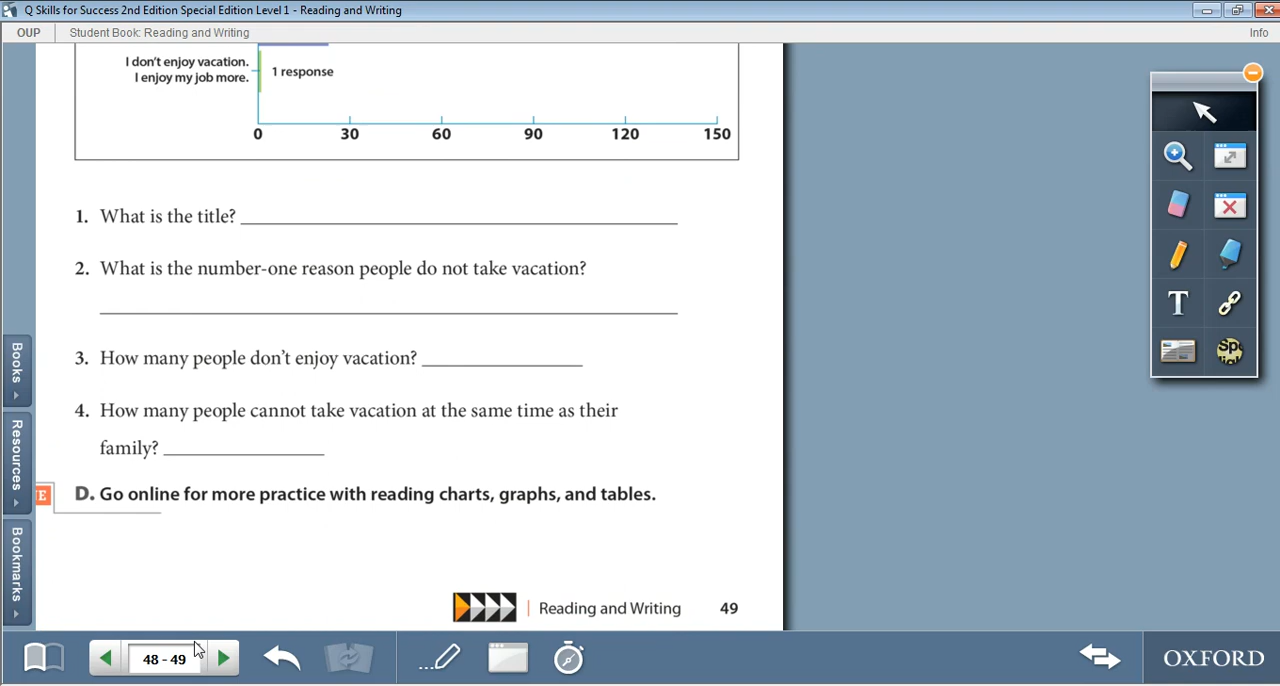 Q Skills for Success 2nd Edition Special Edition Level 1 - Reading and Writing
OUP
Student Book: Reading and Writing
Info
I don't enjoy vacation.
I enjoy my job more.
1 response
0 30 60 90 120 150
1. What is the title?
2. What is the number-one reason people do not take vacation?
3. How many people don't enjoy vacation?
4. How many people cannot take vacation at the same time as their
family?
D. Go online for more practice with reading charts, graphs, and tables.
Reading and Writing 49
Books
Resources
Bookmarks
T
48 - 49
OXFORD